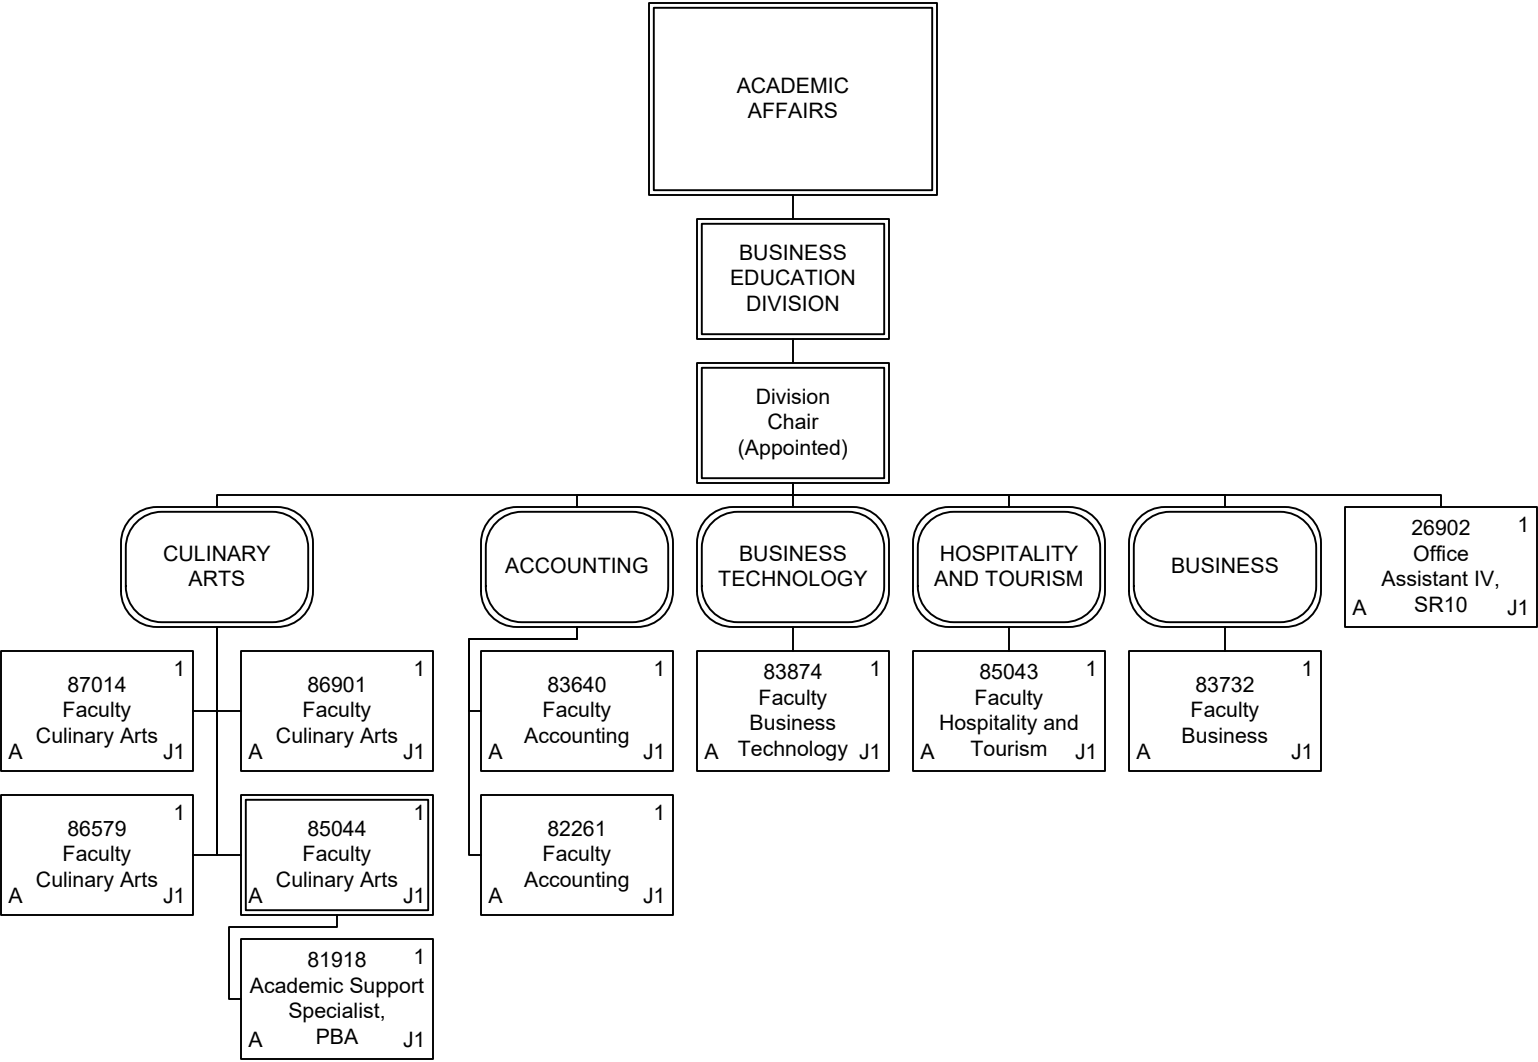 ACADEMIC
AFFAIRS
BUSINESS
EDUCATION
DIVISION
Division
Chair
(Appointed)
CULINARY
ARTS
ACCOUNTING
BUSINESS
TECHNOLOGY
HOSPITALITY
AND TOURISM
BUSINESS
26902 1
Office
Assistant IV,
A SR10 J1
87014 1
Faculty
Culinary Arts
A J1
86901 1
Faculty
Culinary Arts
A J1
83640 1
Faculty
Accounting
A J1
83874 1
Faculty
Business
A Technology J1
85043 1
Faculty
Hospitality and
A Tourism J1
83732 1
Faculty
Business
A J1
86579 1
Faculty
Culinary Arts
A J1
85044 1
Faculty
Culinary Arts
A J1
82261 1
Faculty
Accounting
A J1
81918 1
Academic Support
Specialist,
A PBA J1